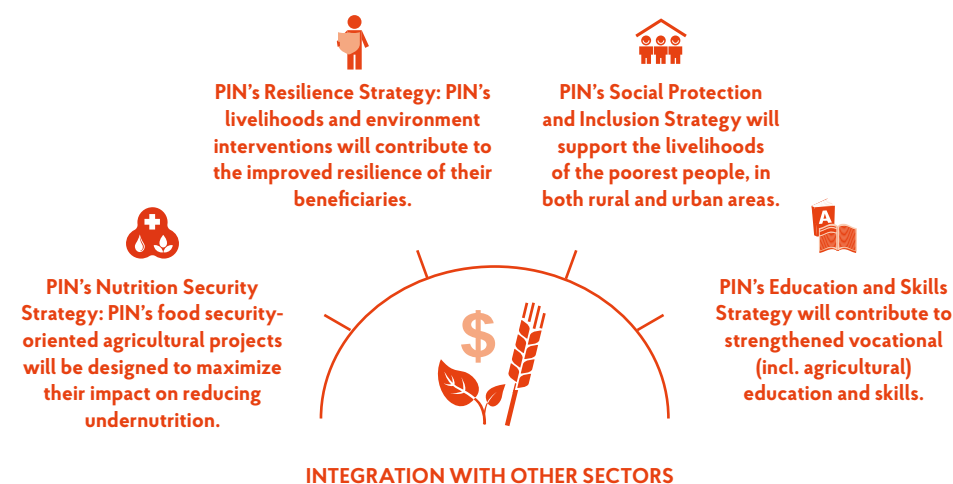 PIN's Resilience Strategy: PIN's
livelihoods and environment
interventions will contribute to
the improved resilience of their
beneficiaries.
PIN's Social Protection
and Inclusion Strategy will
support the livelihoods
of the poorest people, in
both rural and urban areas.
PIN's Nutrition Security
Strategy: PIN's food security-
oriented agricultural projects
will be designed to maximize
their impact on reducing
undernutrition.
A
PIN's Education and Skills
Strategy will contribute to
strengthened vocational
(incl. agricultural)
education and skills.
$
INTEGRATION WITH OTHER SECTORS